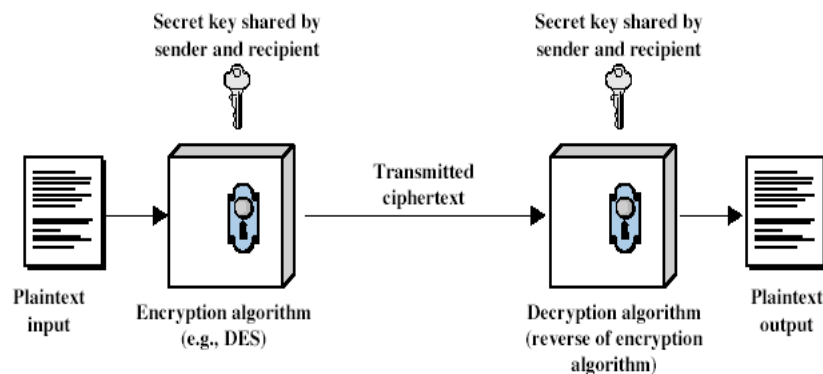 Secret key shared by
sender and recipient
Secret key shared by
sender and recipient
Transmitted
ciphertext
Plaintext
input
Encryption algorithm
(e.g., DES)
Decryption algorithm
(reverse of encryption
algorithm)
Plaintext
output